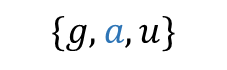 {g, a, u}